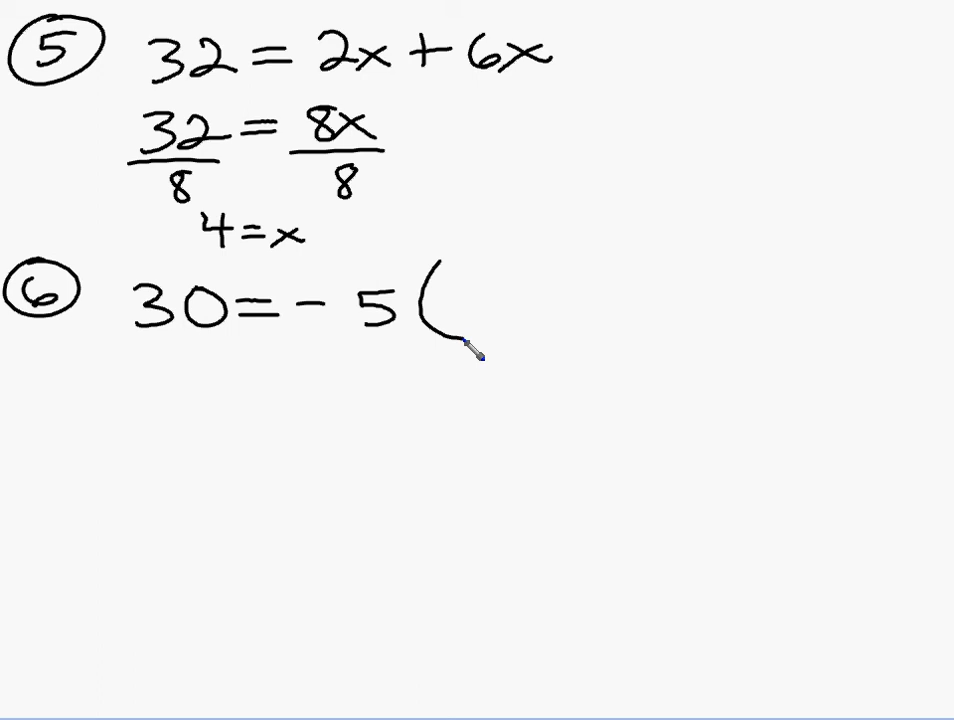 5 32 = 2x + 6x
32 = 8x
8 8
4 = x
6 30 = - 5 (